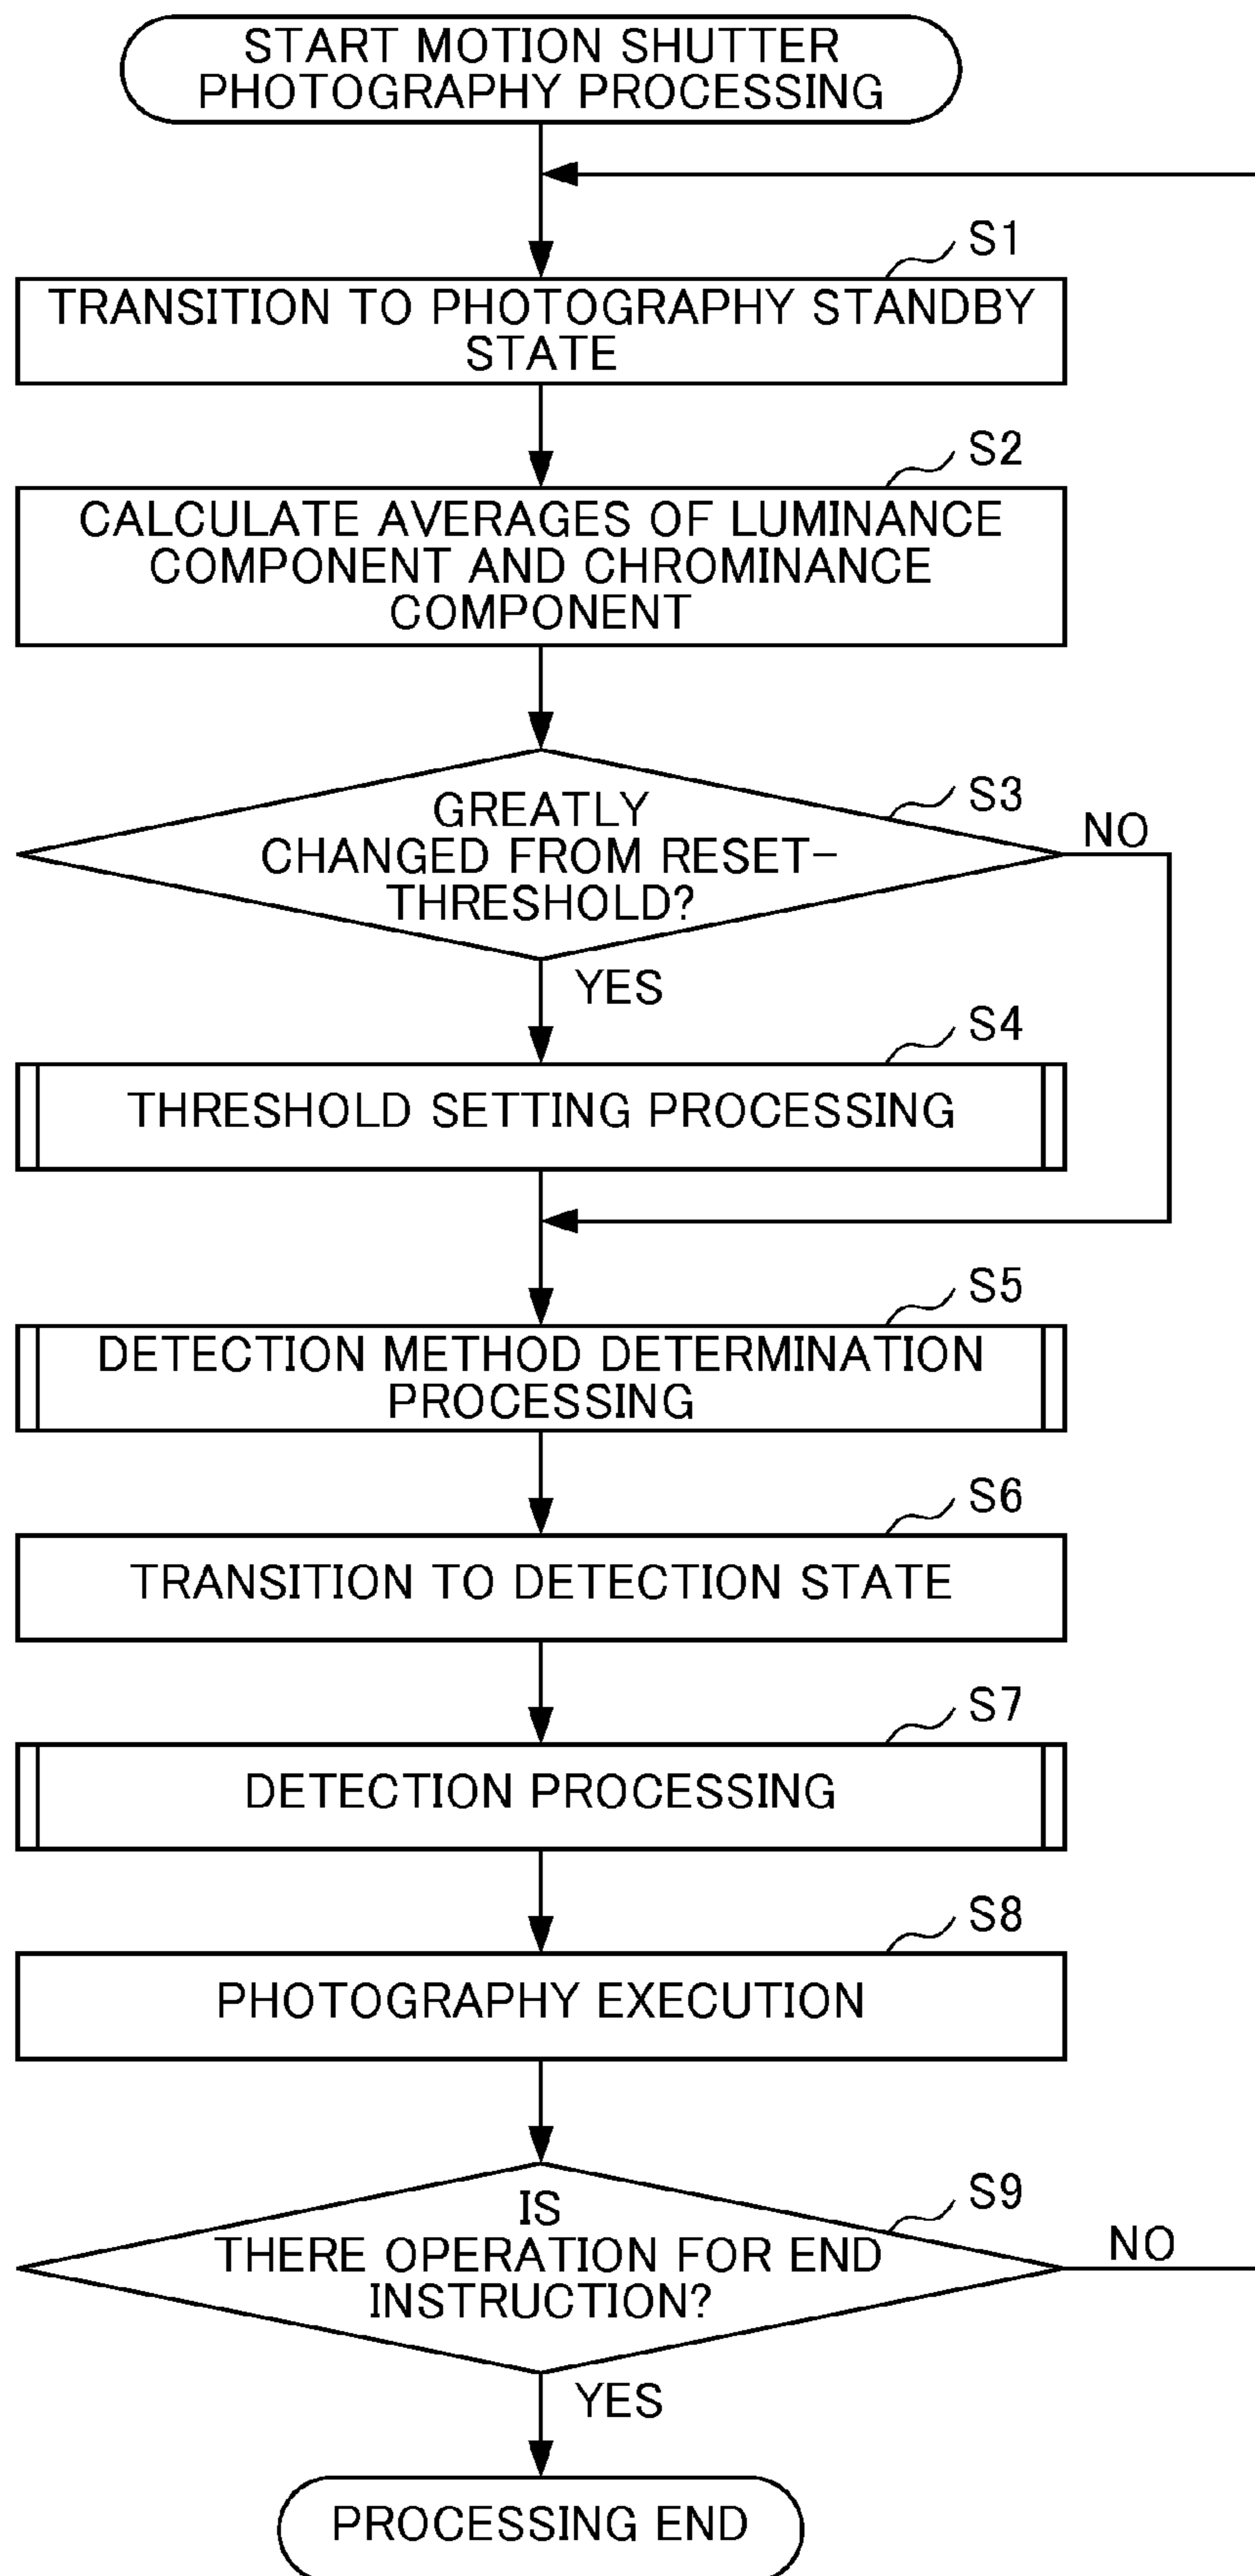 START MOTION SHUTTER
PHOTOGRAPHY PROCESSING
S1
TRANSITION TO PHOTOGRAPHY STANDBY
STATE
S2
CALCULATE AVERAGES OF LUMINANCE
COMPONENT AND CHROMINANCE
COMPONENT
S3
GREATLY
CHANGED FROM RESET-
THRESHOLD?
NO
YES
S4
THRESHOLD SETTING PROCESSING
S5
DETECTION METHOD DETERMINATION
PROCESSING
S6
TRANSITION TO DETECTION STATE
S7
DETECTION PROCESSING
S8
PHOTOGRAPHY EXECUTION
S9
IS
THERE OPERATION FOR END
INSTRUCTION?
NO
YES
PROCESSING END